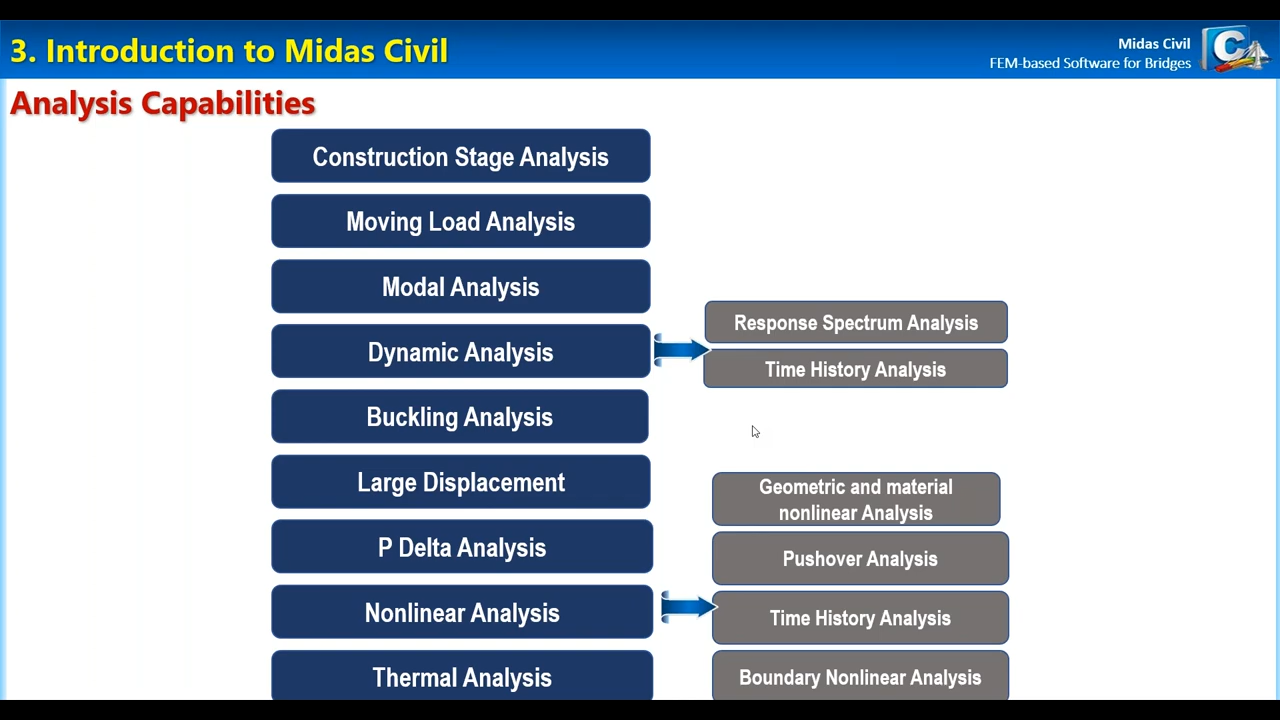 3. Introduction to Midas Civil
Midas Civil
FEM-based Software for Bridges
C
Analysis Capabilities
Construction Stage Analysis
Moving Load Analysis
Modal Analysis
Dynamic Analysis
Response Spectrum Analysis
Time History Analysis
Buckling Analysis
Large Displacement
P Delta Analysis
Nonlinear Analysis
Geometric and material
nonlinear Analysis
Pushover Analysis
Time History Analysis
Boundary Nonlinear Analysis
Thermal Analysis